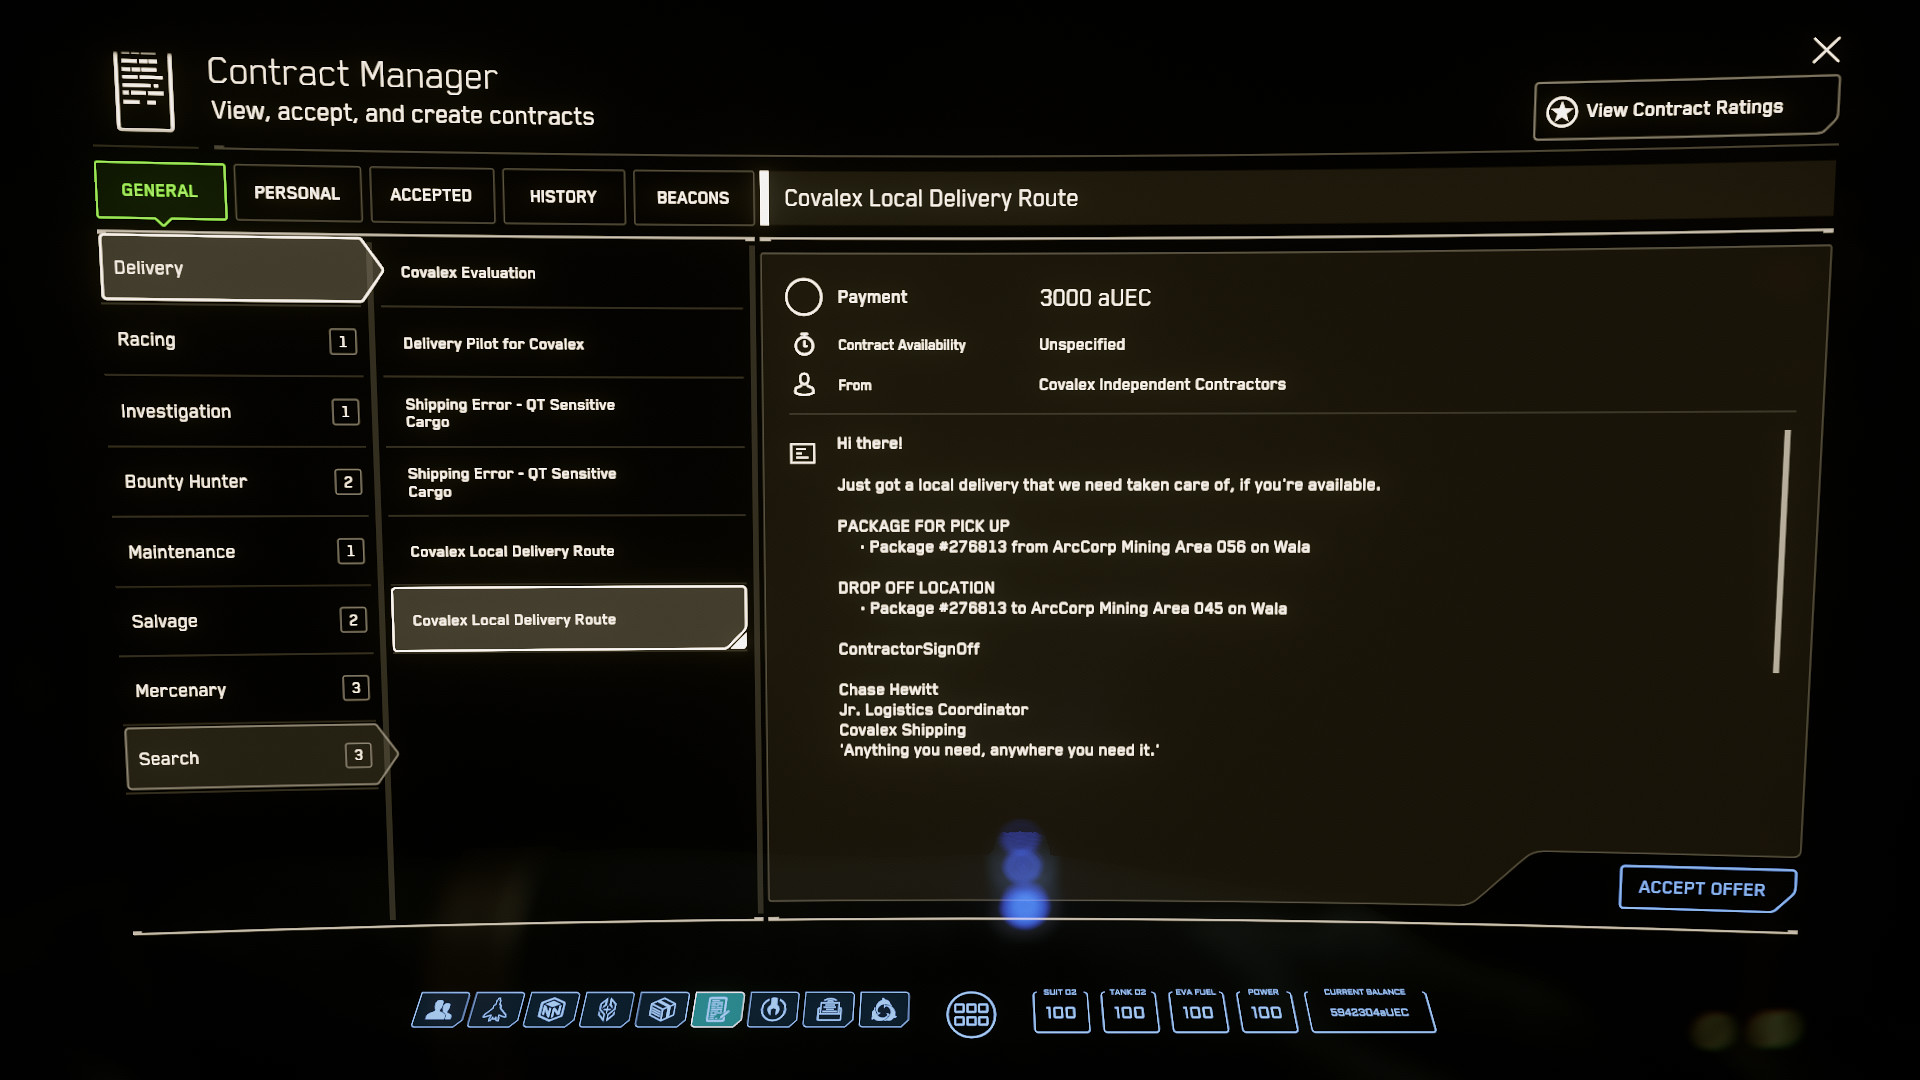 Contract Manager
View, accept, and create contracts
View Contract Ratings
GENERAL
PERSONAL
ACCEPTED
HISTORY
BEACONS
Covalex Local Delivery Route
Delivery
Racing
1
Investigation
1
Bounty Hunter
2
Maintenance
1
Salvage
2
Mercenary
3
Search
3
Covalex Evaluation
Delivery Pilot for Covalex
Shipping Error - QT Sensitive
Cargo
Shipping Error - QT Sensitive
Cargo
Covalex Local Delivery Route
Covalex Local Delivery Route
Payment
3000 aUEC
Contract Availability
Unspecified
From
Covalex Independent Contractors
Hi there!
Just got a local delivery that we need taken care of, if you're available.
PACKAGE FOR PICK UP
· Package #276813 from ArcCorp Mining Area 056 on Wala
DROP OFF LOCATION
· Package #276813 to ArcCorp Mining Area 045 on Wala
ContractorSignOff
Chase Hewitt
Jr. Logistics Coordinator
Covalex Shipping
'Anything you need, anywhere you need it.'
ACCEPT OFFER
SUIT O2
100
TANK O2
100
EVA FUEL
100
POWER
100
CURRENT BALANCE
5942304aUEC